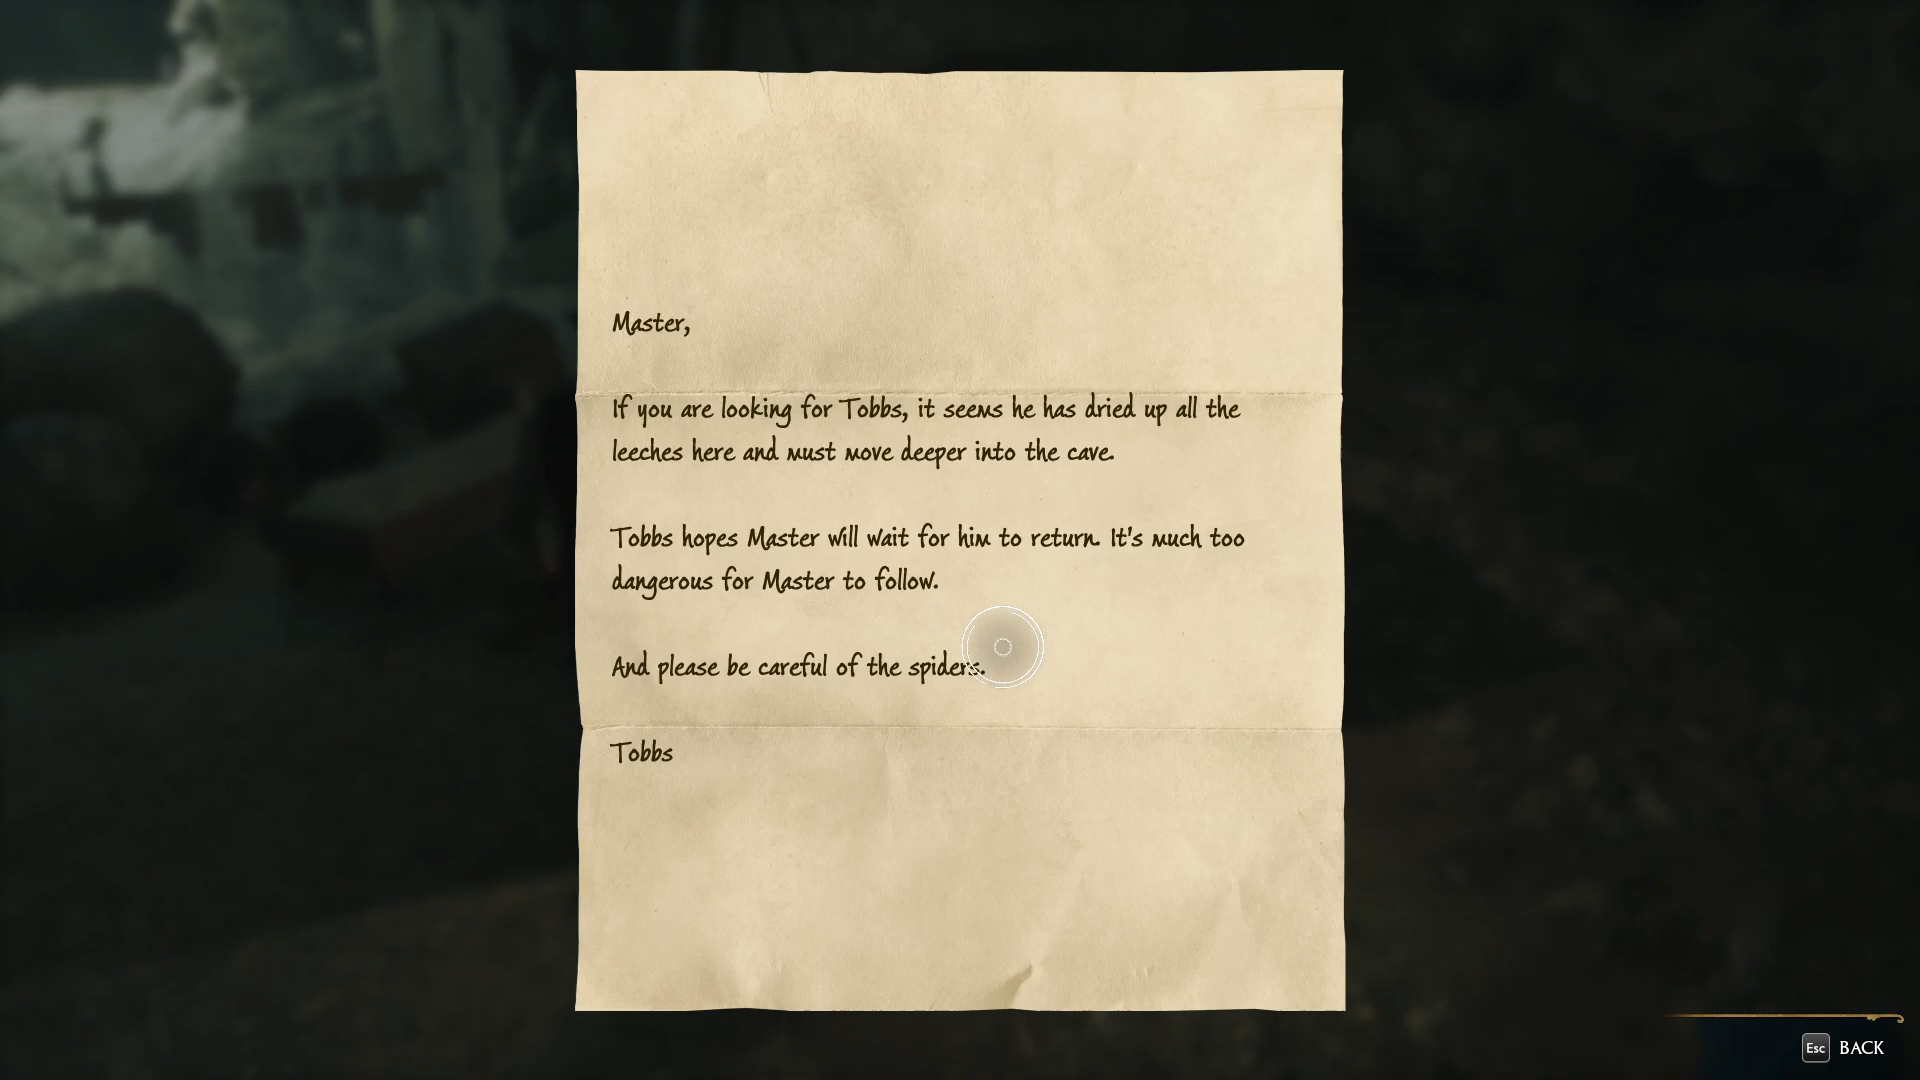 Master,
If you are looking for Tobbs, it seems he has dried up all the
leeches here and must move deeper into the cave.
Tobbs hopes Master will wait for him to return. It's much too
dangerous for Master to follow.
And please be careful of the spiders.
Tobbs
Esc BACK